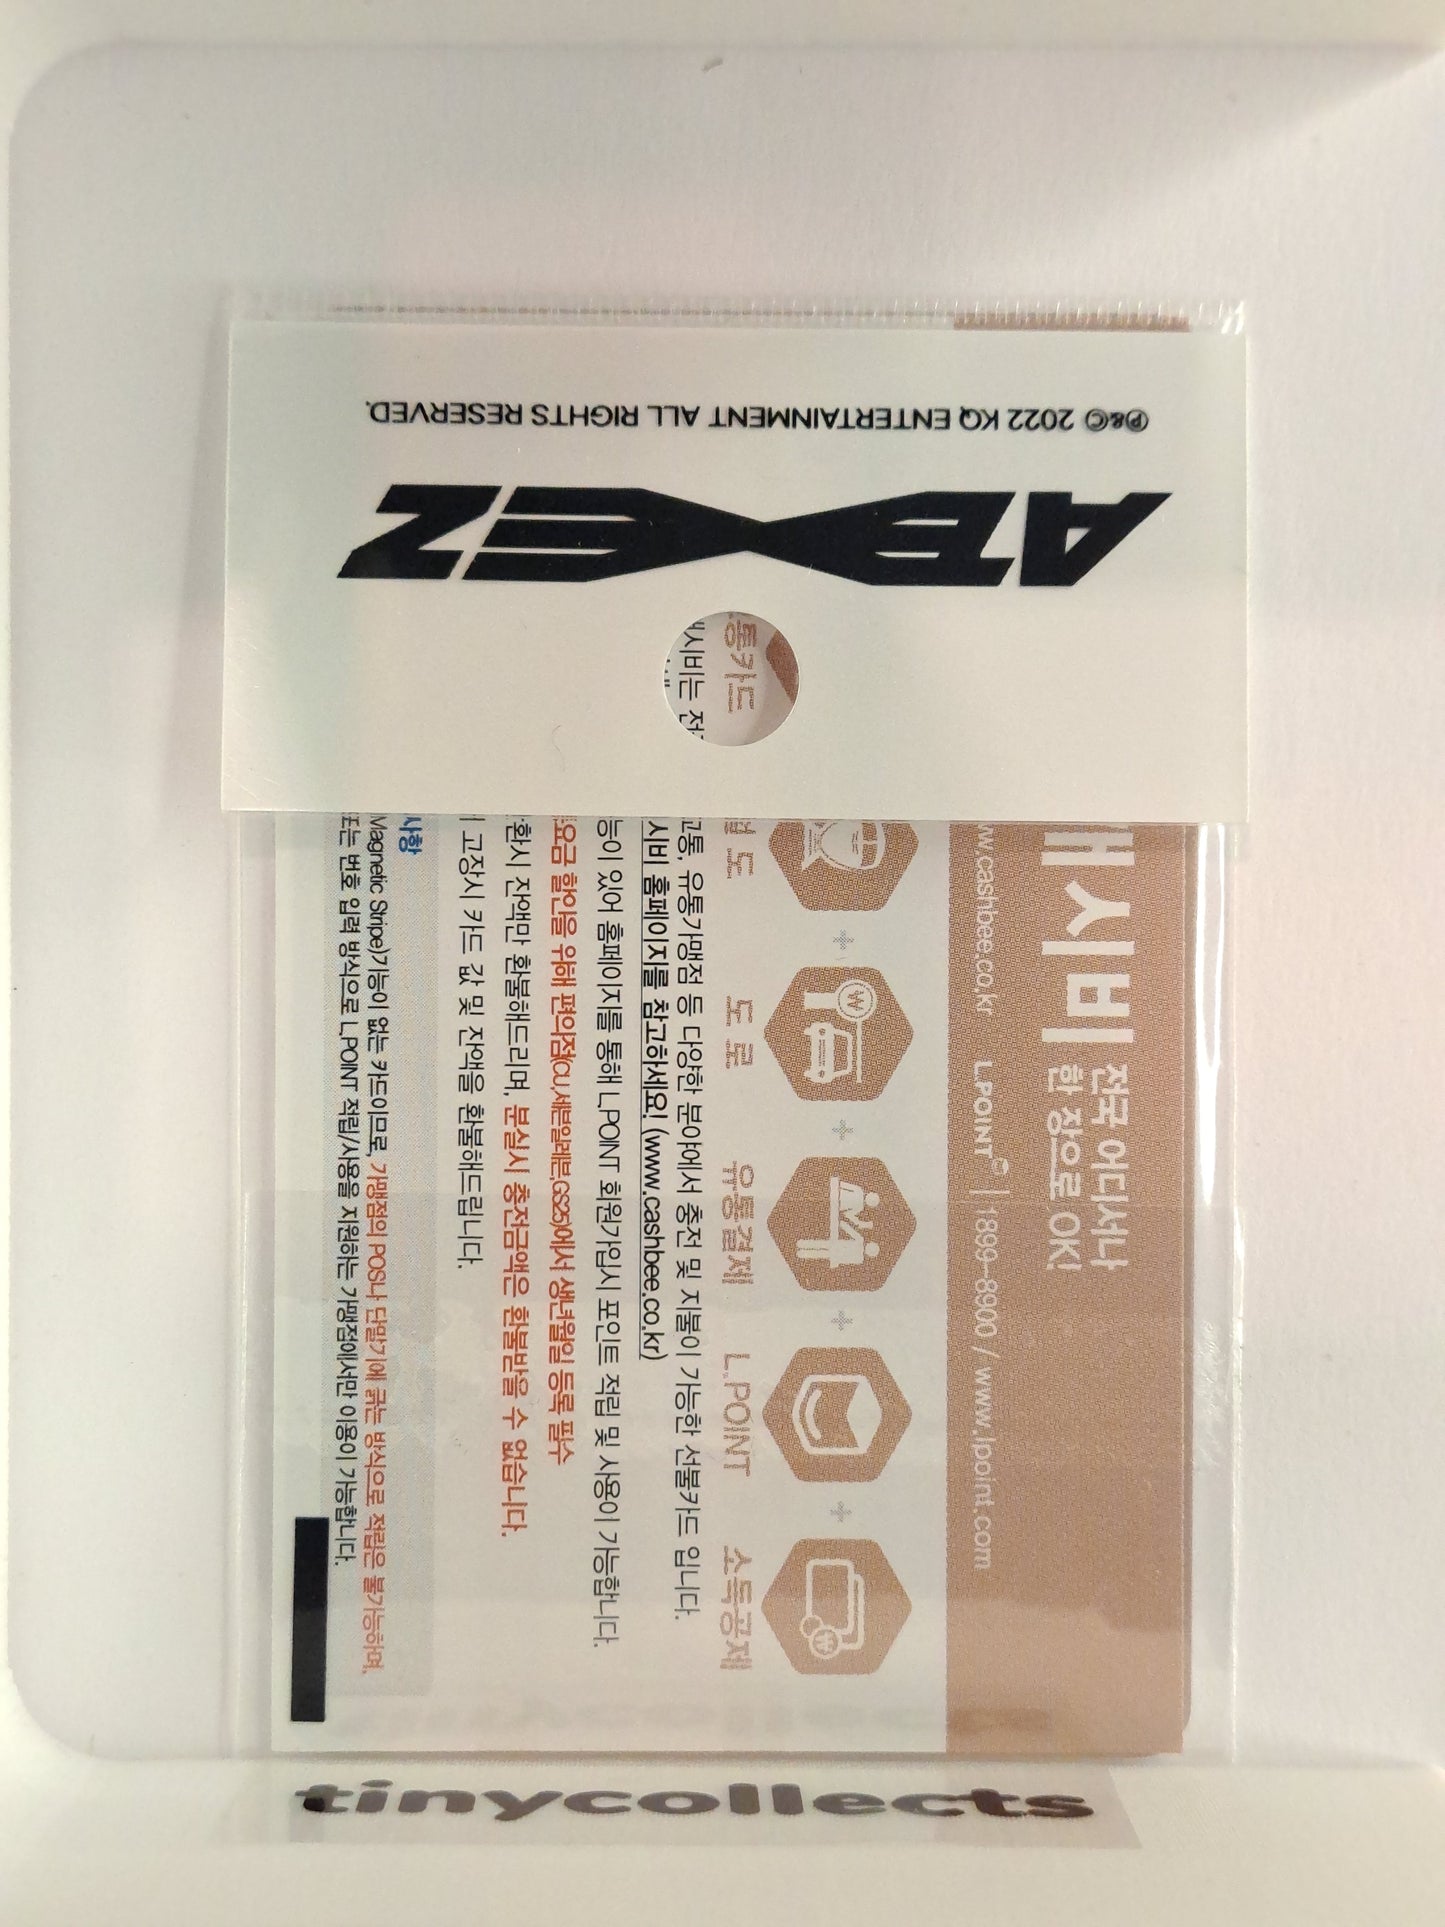 Ⓟ&© 2022 KQ ENTERTAINMENT ALL RIGHTS RESERVED.
ATEEZ
통카드
시비는 전
시비
전국 어디서나
한 장으로 OK!
w.cashbee.co.kr L.POINT | 1899-8900 / www.lpoint.com
철도 + 도로 + 유통결제 + L.POINT + 소득공제
교통, 유통가맹점 등 다양한 분야에서 충전 및 지불이 가능한 선불카드 입니다.
시비 홈페이지를 참고하세요! (www.cashbee.co.kr)
능이 있어 홈페이지를 통해 L.POINT 회원가입시 포인트 적립 및 사용이 가능합니다.
요금 할인을 위해 편의점(CU,세븐일레븐,GS25)에서 생년월일 등록 필수
환시 잔액만 환불해드리며, 분실시 충전금액은 환불받을 수 없습니다.
고장시 카드 값 및 잔액을 환불해드립니다.
사항
Magnetic Stripe)기능이 없는 카드이므로, 가맹점의 POS나 단말기에 긁는 방식으로 적립은 불가능하며,
또는 번호 입력 방식으로 L.POINT 적립/사용을 지원하는 가맹점에서만 이용이 가능합니다.
tinycollects